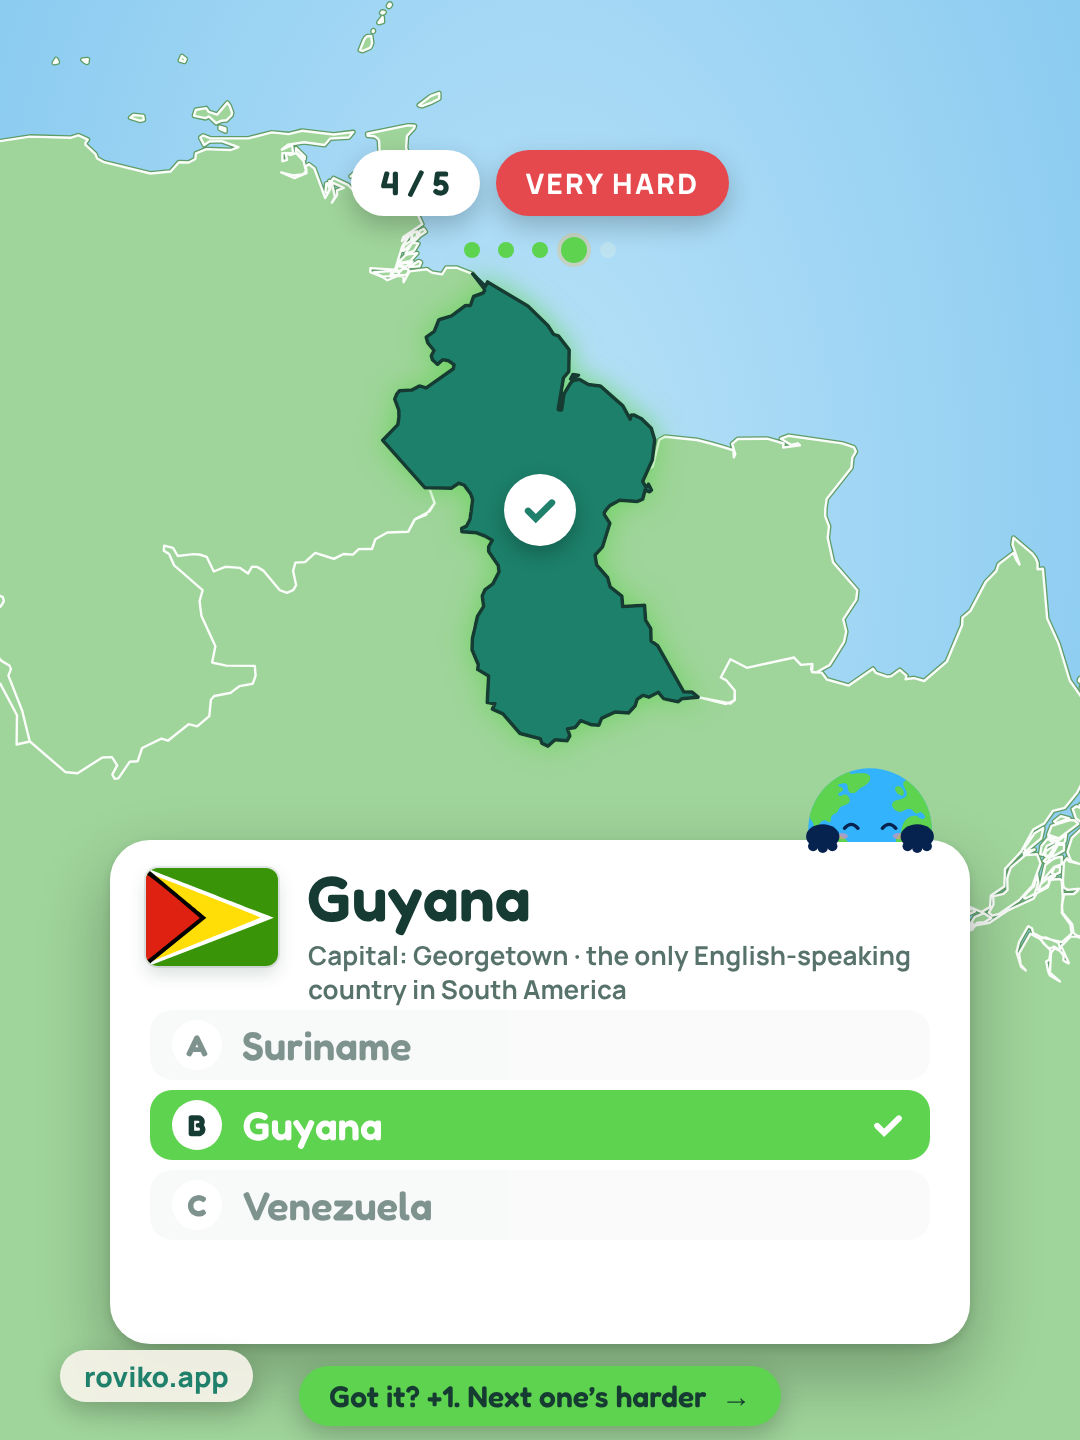 4 / 5
VERY HARD
Guyana
Capital: Georgetown · the only English-speaking
country in South America
A Suriname
B Guyana
C Venezuela
roviko.app
Got it? +1. Next one’s harder →